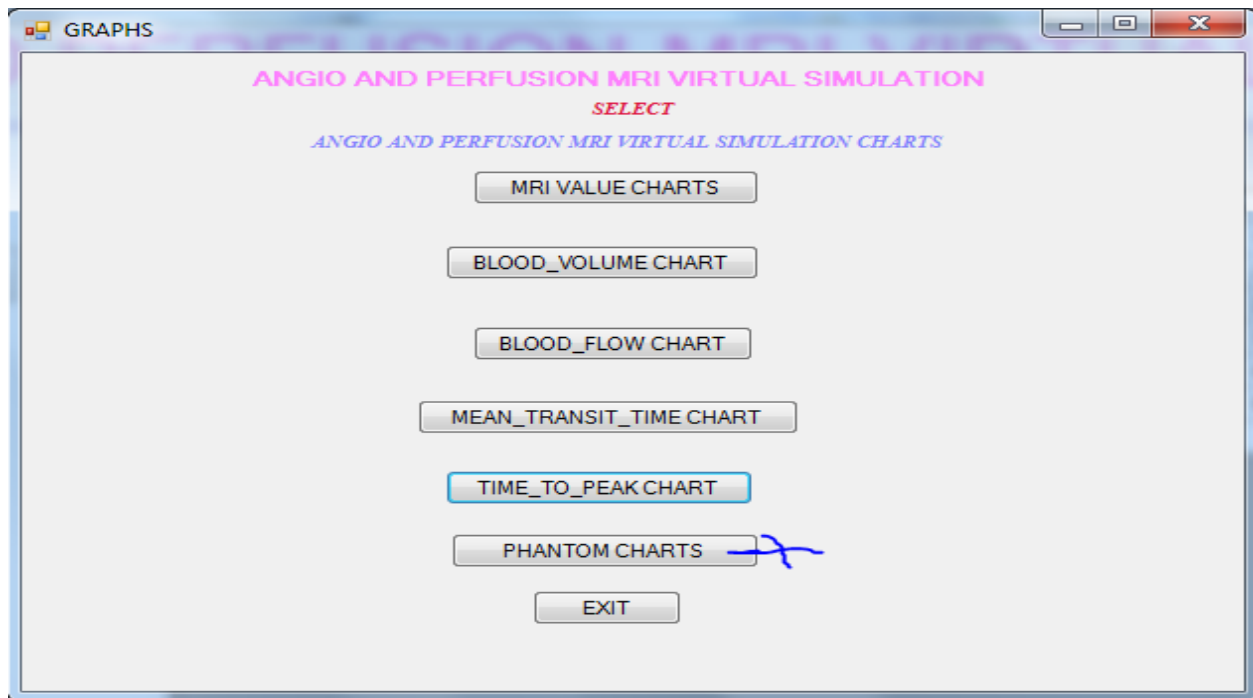 GRAPHS
ANGIO AND PERFUSION MRI VIRTUAL SIMULATION
SELECT
ANGIO AND PERFUSION MRI VIRTUAL SIMULATION CHARTS
MRI VALUE CHARTS
BLOOD_VOLUME CHART
BLOOD_FLOW CHART
MEAN_TRANSIT_TIME CHART
TIME_TO_PEAK CHART
PHANTOM CHARTS
EXIT